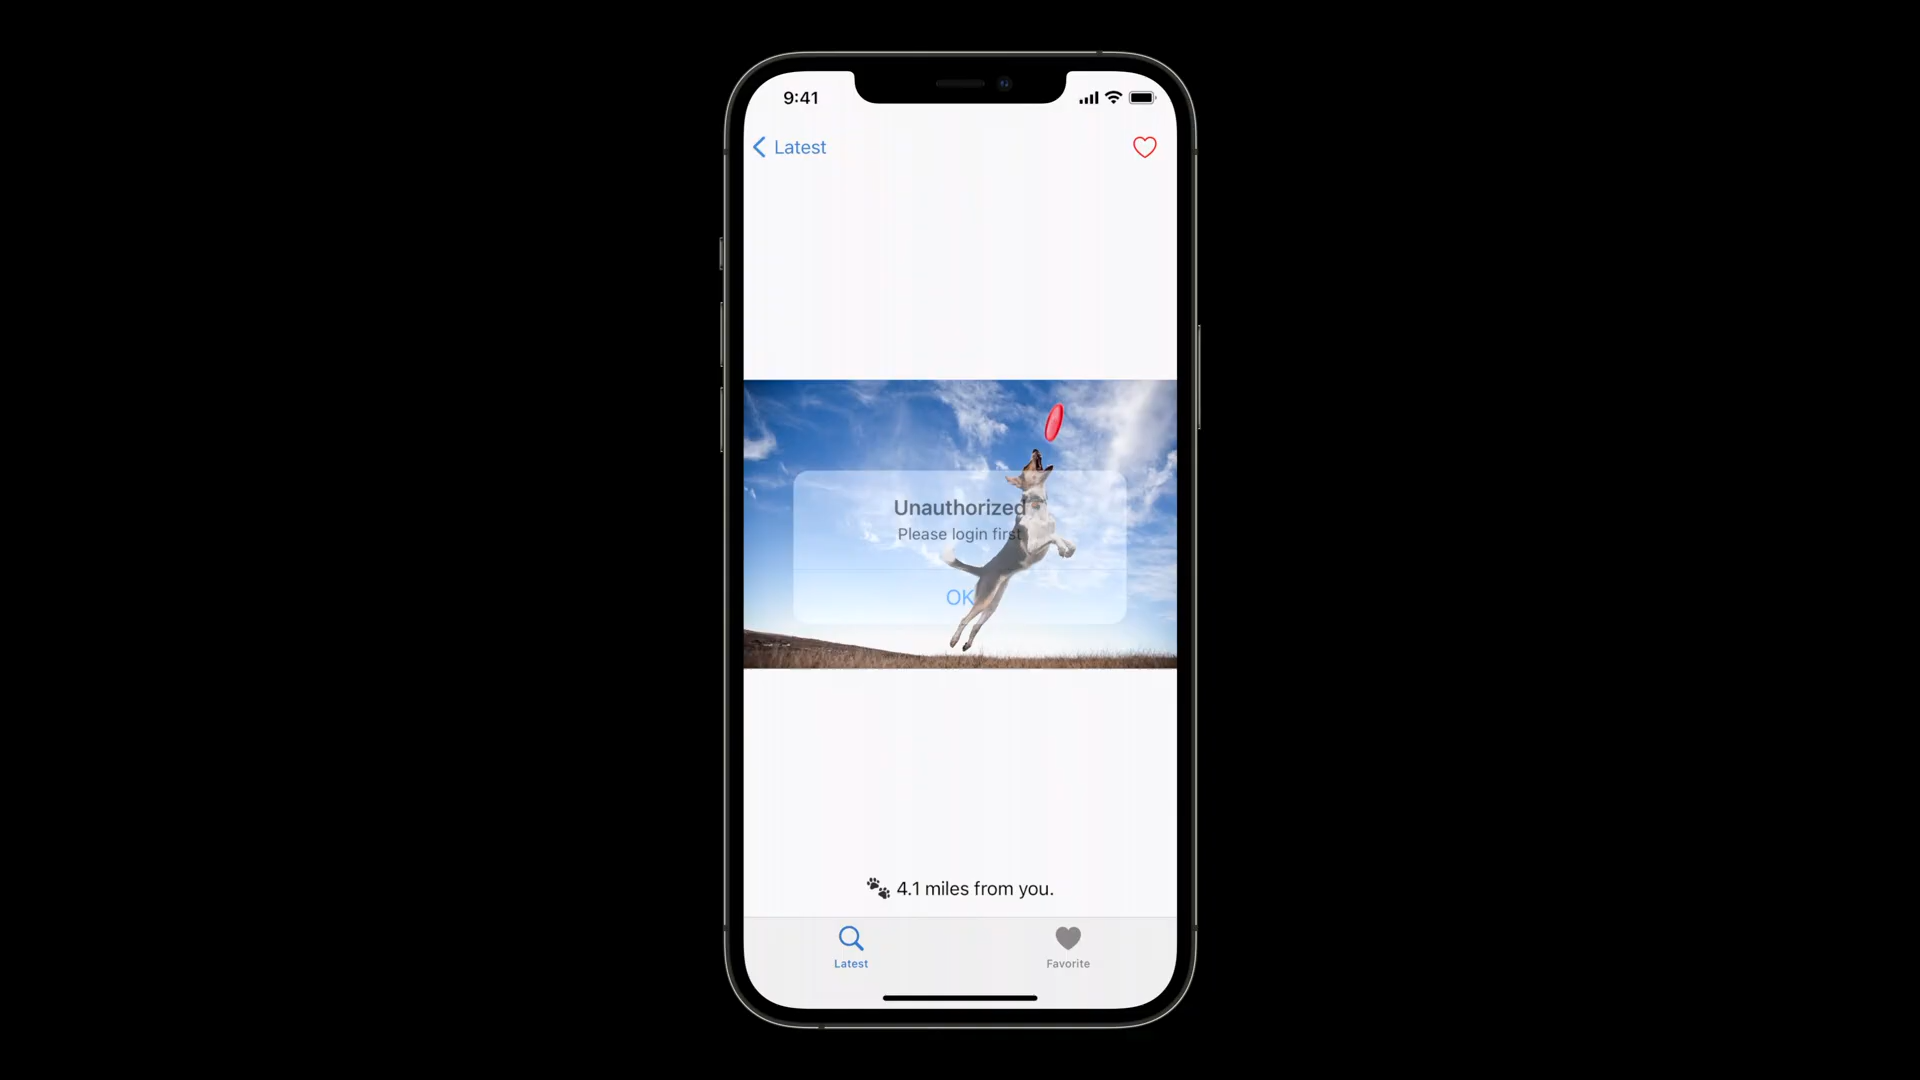 9:41
Latest
Unauthorized
Please login first
OK
4.1 miles from you.
Latest
Favorite